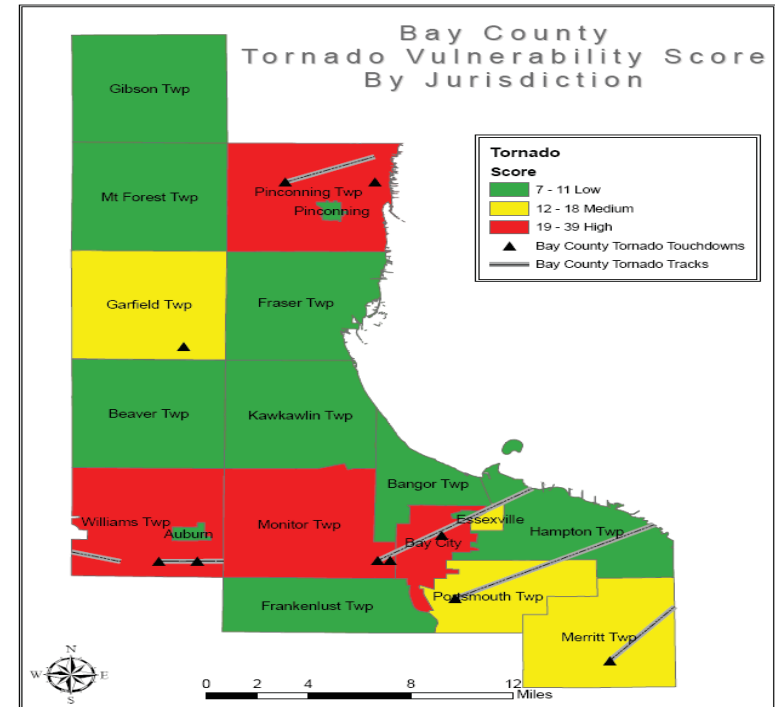 Bay County
Tornado Vulnerability Score
By Jurisdiction
Gibson Twp
Tornado
Score
7 - 11 Low
12 - 18 Medium
19 - 39 High
Bay County Tornado Touchdowns
Bay County Tornado Tracks
Mt Forest Twp
Pinconning Twp
Pinconning
Garfield Twp
Fraser Twp
Beaver Twp
Kawkawlin Twp
Bangor Twp
Williams Twp
Auburn
Monitor Twp
Essexville
Bay City
Hampton Twp
Frankenlust Twp
Portsmouth Twp
Merritt Twp
N
W E
S
0 2 4 8 12
Miles